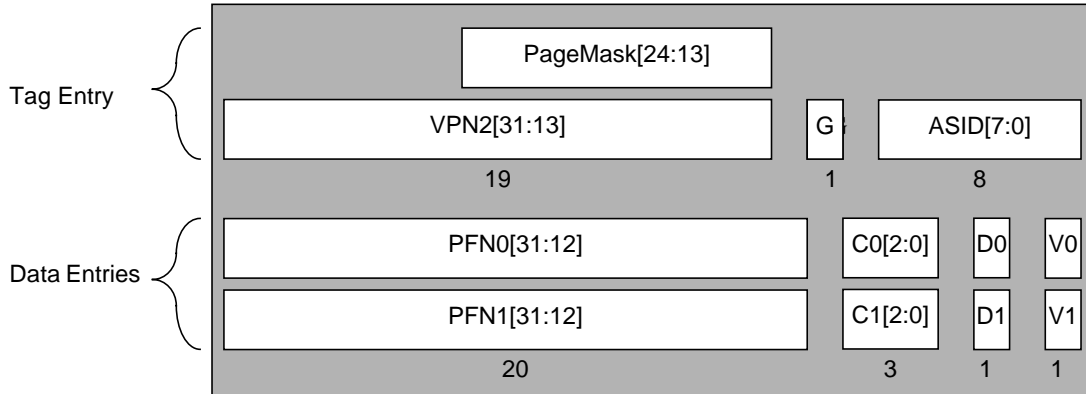 PageMask[24:13]
Tag Entry
VPN2[31:13] G ASID[7:0]
19 1 8
PFN0[31:12] C0[2:0] D0 V0
Data Entries
PFN1[31:12] C1[2:0] D1 V1
20 3 1 1